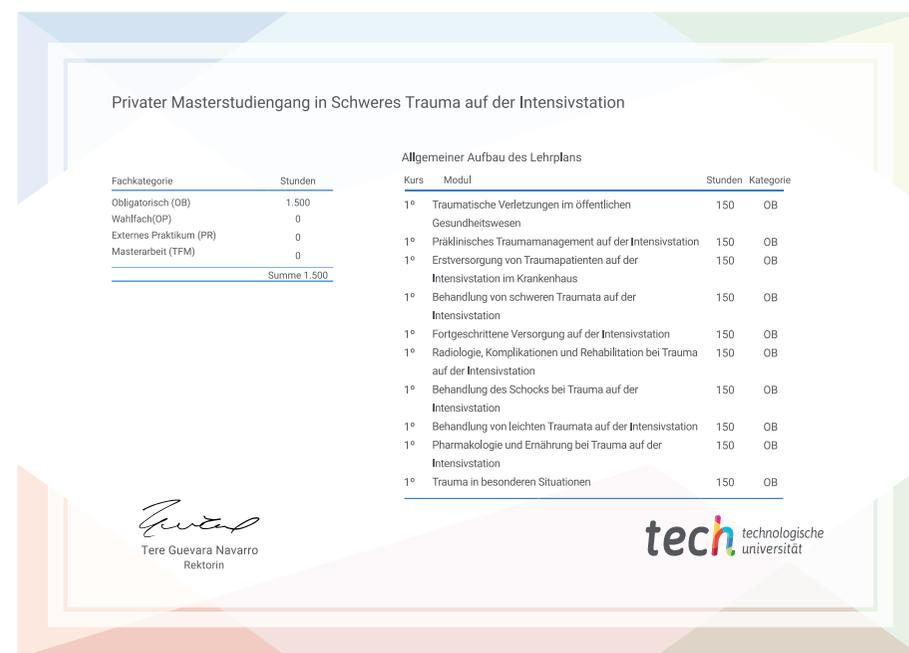 Privater Masterstudiengang in Schweres Trauma auf der Intensivstation
Fachkategorie Stunden
Obligatorisch (OB) 1.500
Wahlfach(OP) 0
Externes Praktikum (PR) 0
Masterarbeit (TFM) 0
Summe 1.500
Allgemeiner Aufbau des Lehrplans
Kurs Modul Stunden Kategorie
1º Traumatische Verletzungen im öffentlichen 150 OB
Gesundheitswesen
1º Präklinisches Traumamanagement auf der Intensivstation 150 OB
1º Erstversorgung von Traumapatienten auf der 150 OB
Intensivstation im Krankenhaus
1º Behandlung von schweren Traumata auf der 150 OB
Intensivstation
1º Fortgeschrittene Versorgung auf der Intensivstation 150 OB
1º Radiologie, Komplikationen und Rehabilitation bei Trauma 150 OB
auf der Intensivstation
1º Behandlung des Schocks bei Trauma auf der 150 OB
Intensivstation
1º Behandlung von leichten Traumata auf der Intensivstation 150 OB
1º Pharmakologie und Ernährung bei Trauma auf der 150 OB
Intensivstation
1º Trauma in besonderen Situationen 150 OB
Tere Guevara Navarro
Rektorin
tech technologische
universität